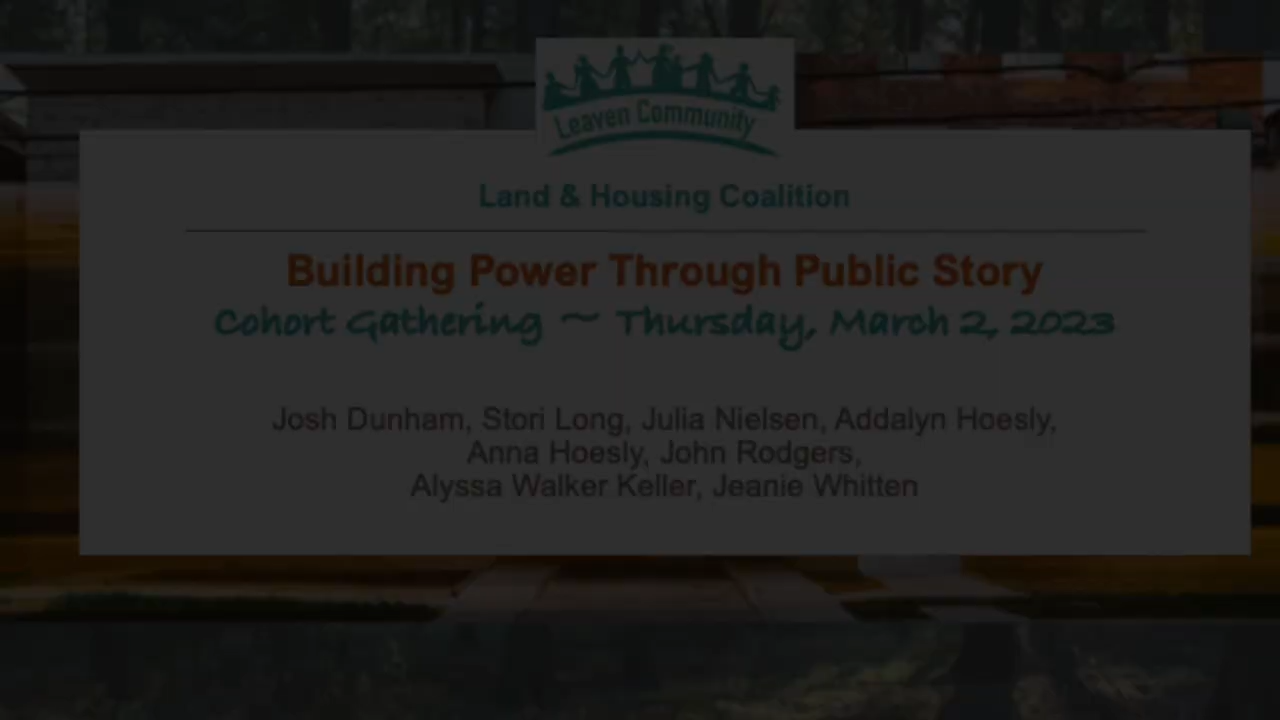 Leaven Community
Land & Housing Coalition
Building Power Through Public Story
Cohort Gathering ~ Thursday, March 2, 2023
Josh Dunham, Stori Long, Julia Nielsen, Addalyn Hoesly,
Anna Hoesly, John Rodgers,
Alyssa Walker Keller, Jeanie Whitten